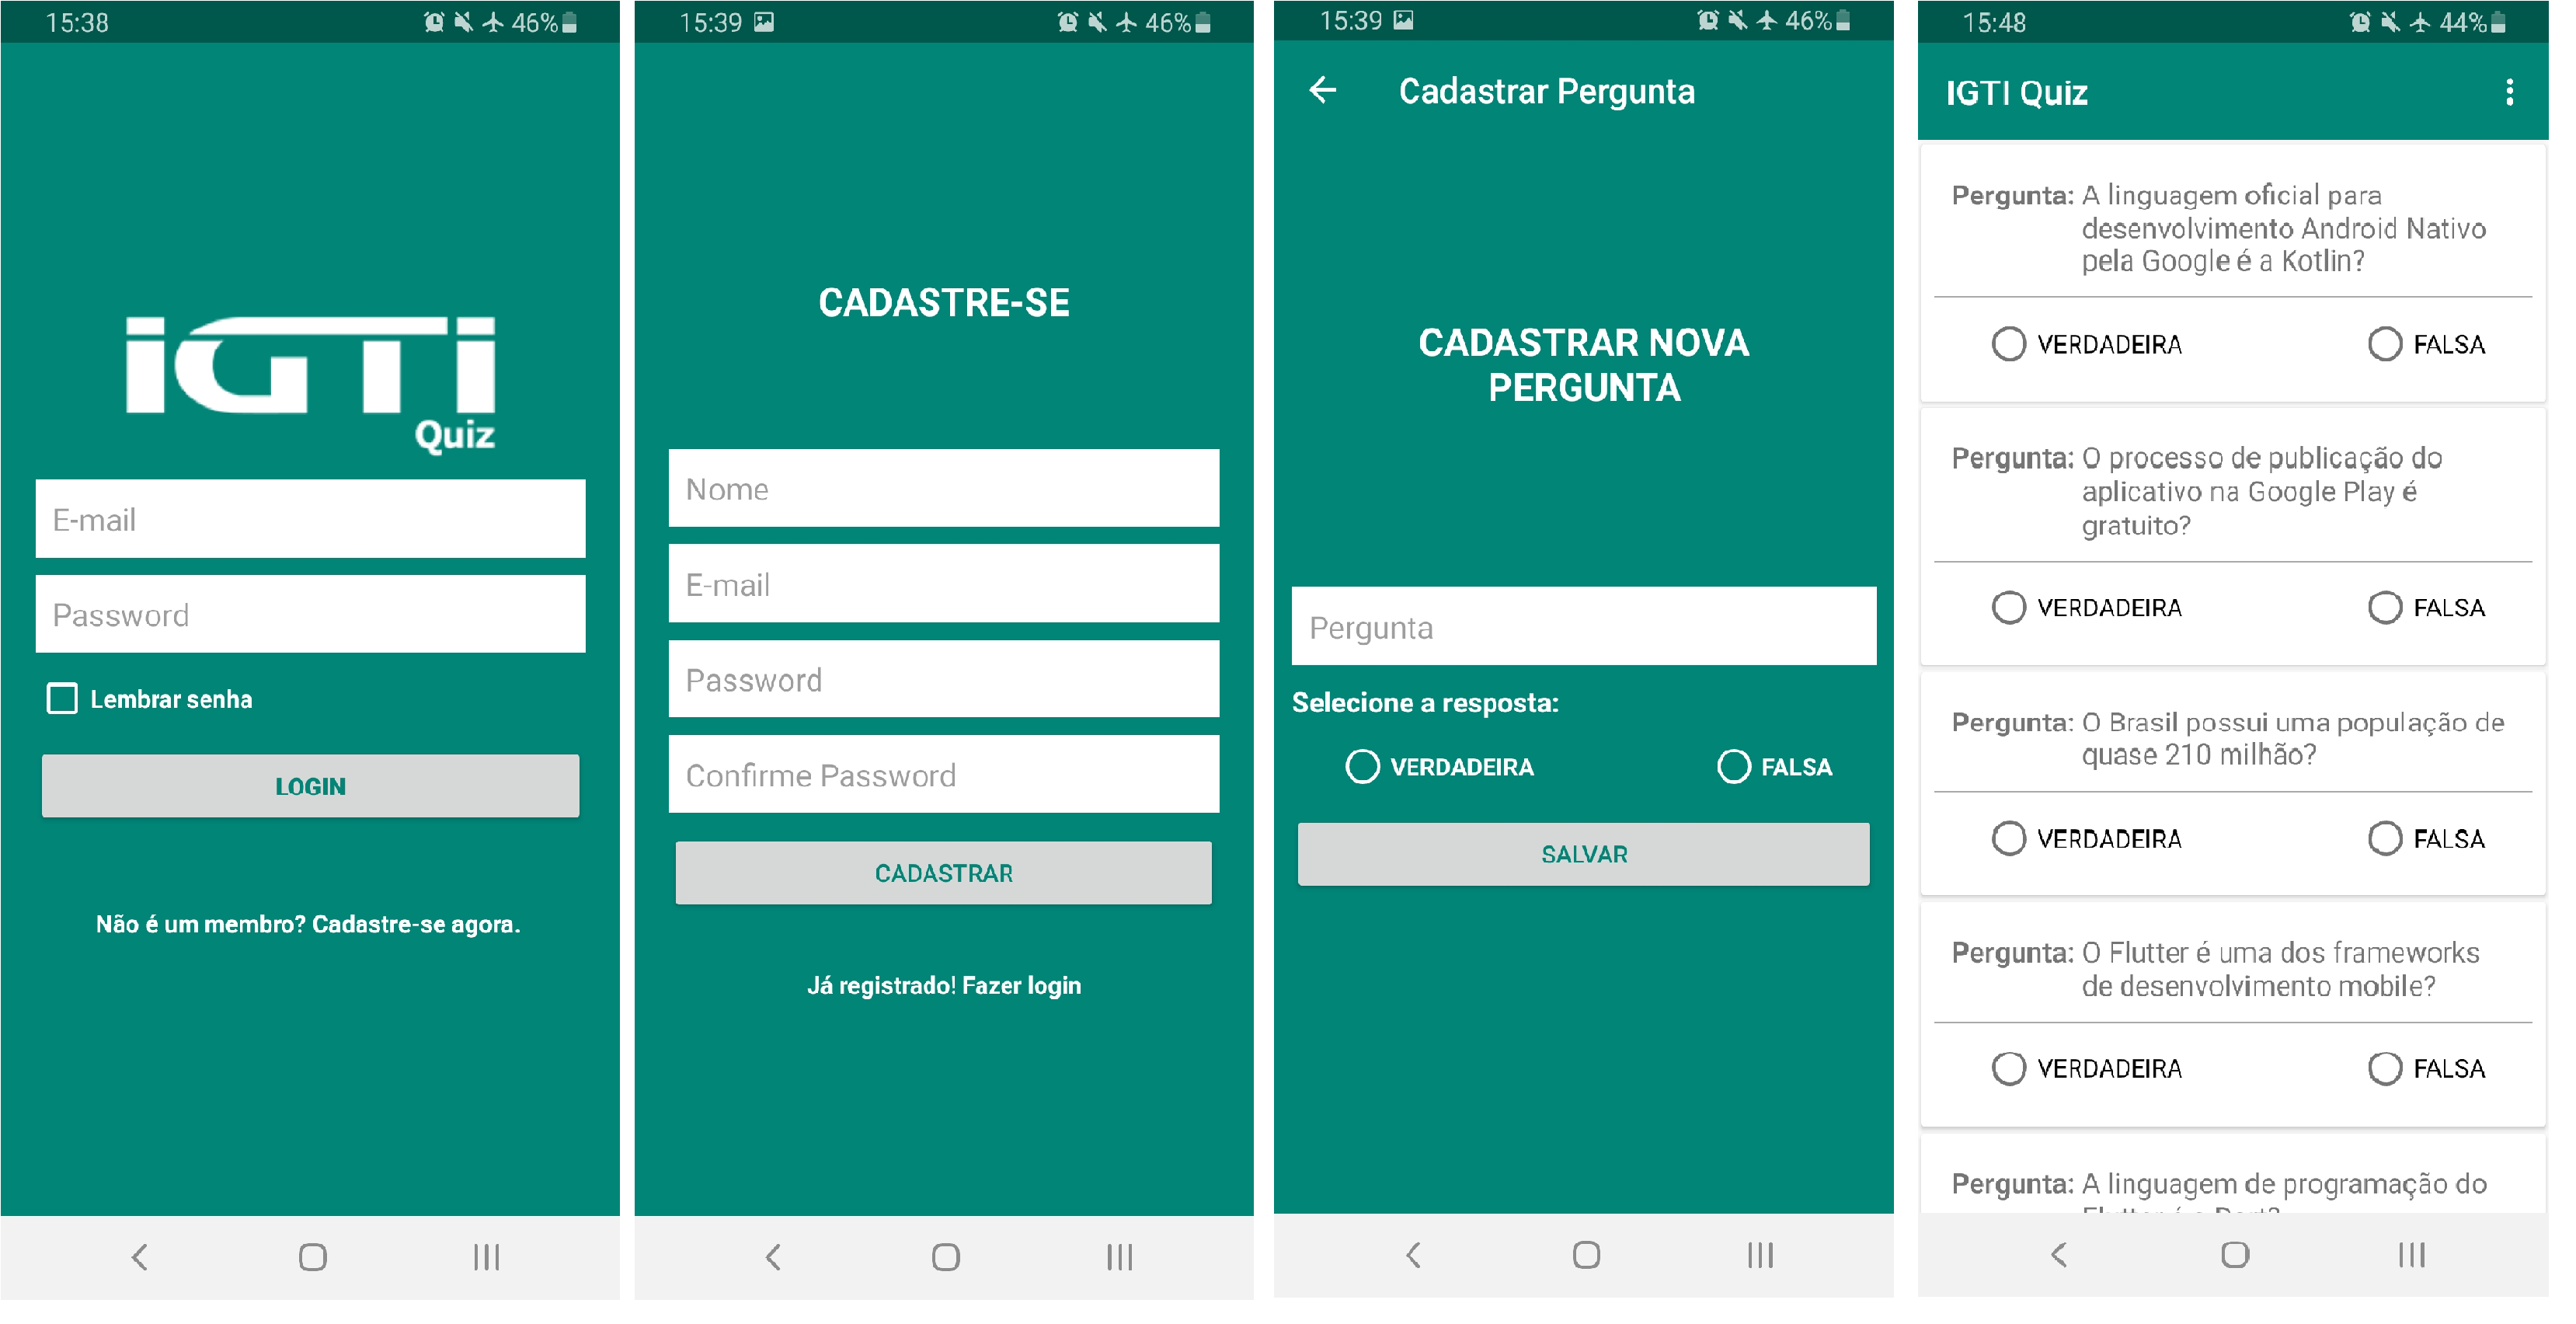 15:38
46%
iGTi
Quiz
E-mail
Password
Lembrar senha
LOGIN
Não é um membro? Cadastre-se agora.
15:39
46%
CADASTRE-SE
Nome
E-mail
Password
Confirme Password
CADASTRAR
Já registrado! Fazer login
15:39
46%
Cadastrar Pergunta
CADASTRAR NOVA
PERGUNTA
Pergunta
Selecione a resposta:
VERDADEIRA FALSA
SALVAR
15:48
44%
IGTI Quiz
Pergunta: A linguagem oficial para
desenvolvimento Android Nativo
pela Google é a Kotlin?
VERDADEIRA FALSA
Pergunta: O processo de publicação do
aplicativo na Google Play é
gratuito?
VERDADEIRA FALSA
Pergunta: O Brasil possui uma população de
quase 210 milhão?
VERDADEIRA FALSA
Pergunta: O Flutter é uma dos frameworks
de desenvolvimento mobile?
VERDADEIRA FALSA
Pergunta: A linguagem de programação do
Flutter é a Dart?